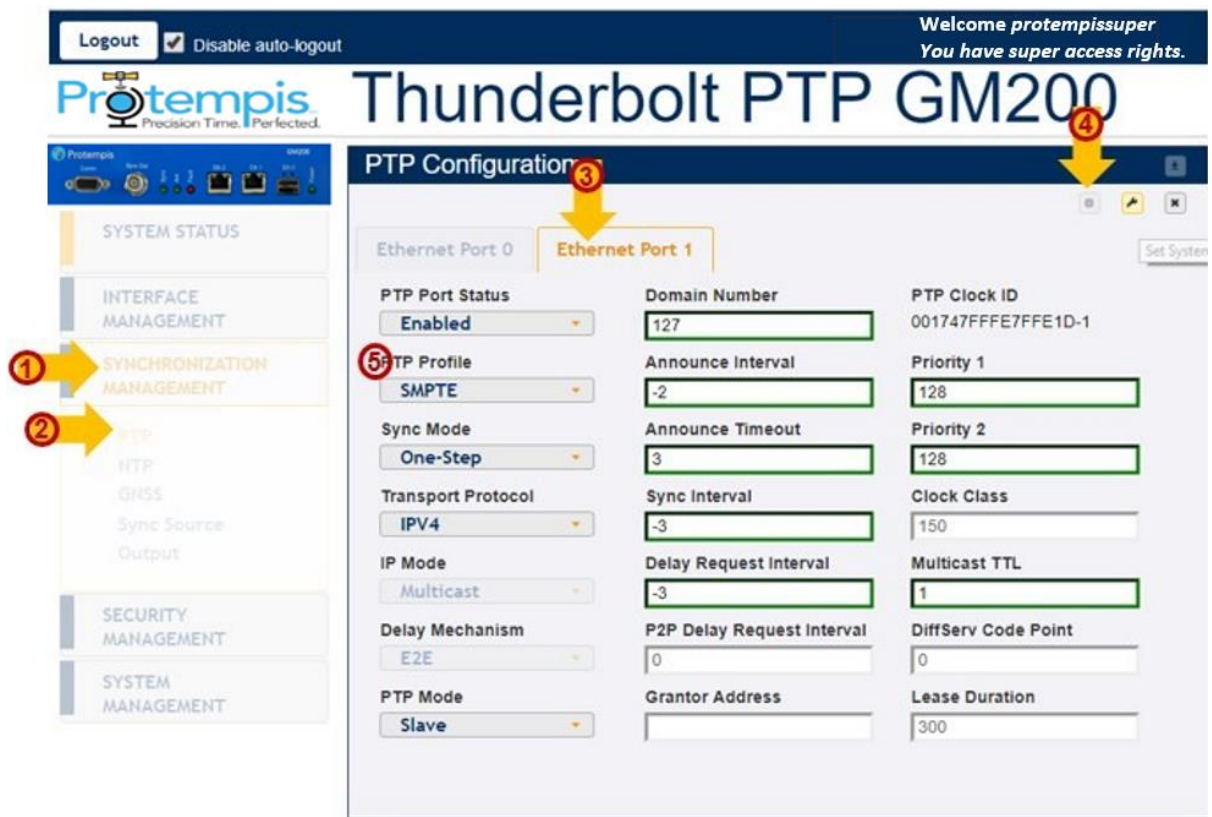 Logout
Disable auto-logout
Welcome protempissuper
You have super access rights.
Protempis
Precision Time. Perfected.
Thunderbolt PTP GM200
4
Protempis
GM200
PTP Configuration
3
SYSTEM STATUS
Ethernet Port 0
Ethernet Port 1
Set System
INTERFACE
MANAGEMENT
1
SYNCHRONIZATION
MANAGEMENT
2
PTP
NTP
GNSS
Sync Source
Output
SECURITY
MANAGEMENT
SYSTEM
MANAGEMENT
PTP Port Status
Domain Number
PTP Clock ID
Enabled
127
001747FFFE7FFE1D-1
5
PTP Profile
Announce Interval
Priority 1
SMPTE
-2
128
Sync Mode
Announce Timeout
Priority 2
One-Step
3
128
Transport Protocol
Sync Interval
Clock Class
IPV4
-3
150
IP Mode
Delay Request Interval
Multicast TTL
Multicast
-3
1
Delay Mechanism
P2P Delay Request Interval
DiffServ Code Point
E2E
0
0
PTP Mode
Grantor Address
Lease Duration
Slave
300